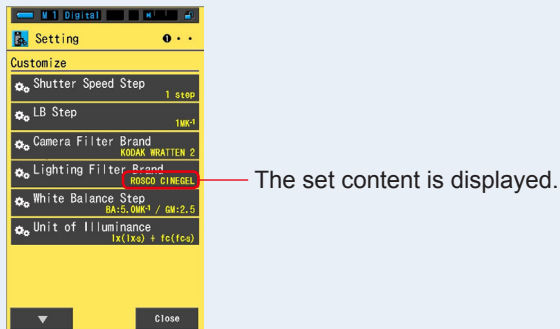 M 1 Digital
Setting
Customize
Shutter Speed Step
1 step
LB Step
1MK-1
Camera Filter Brand
KODAK WRATTEN 2
Lighting Filter Brand
ROSCO CINEGEL
The set content is displayed.
White Balance Step
BA:5.0MK-1 / GM:2.5
Unit of Illuminance
lx(lxs) + fc(fcs)
Close